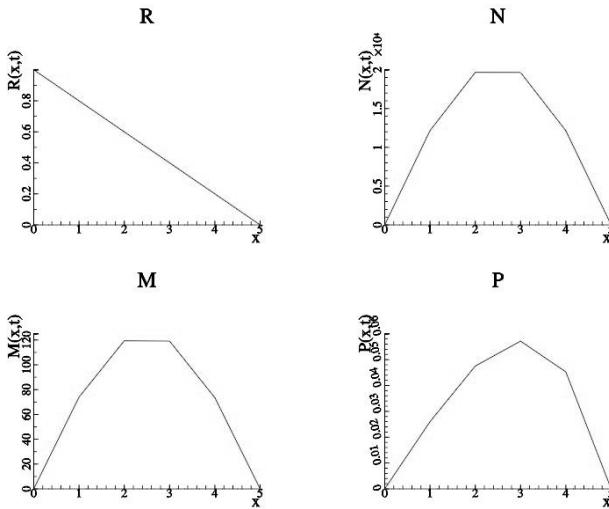 R
R(x,t)
0 0.2 0.4 0.6 0.8
0 1 2 3 4 5
x
N
×10⁴
N(x,t)
0 0.5 1 1.5 2
0 1 2 3 4
x
M
M(x,t)
0 20 40 60 80 100 120
0 1 2 3 4 5
x
P
P(x,t)
0 0.01 0.02 0.03 0.04 0.05 0.06
0 1 2 3 4
x